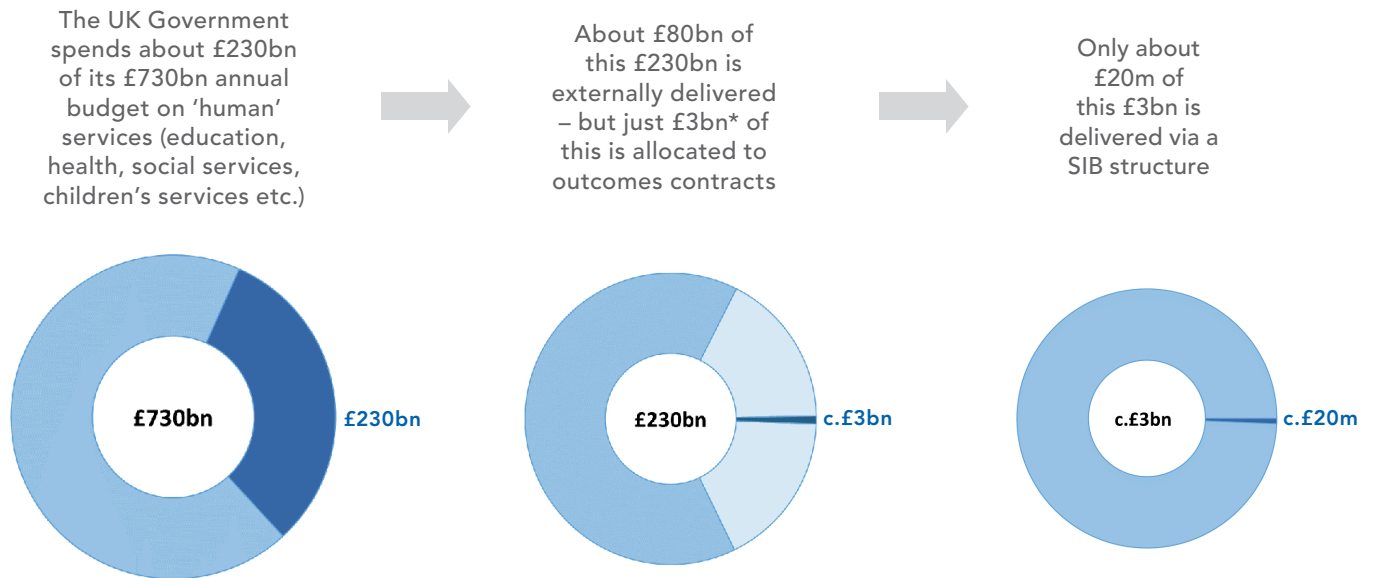 The UK Government
spends about £230bn
of its £730bn annual
budget on ‘human’
services (education,
health, social services,
children’s services etc.)
About £80bn of
this £230bn is
externally delivered
– but just £3bn* of
this is allocated to
outcomes contracts
Only about
£20m of
this £3bn is
delivered via a
SIB structure
£730bn
£230bn
£230bn
c.£3bn
c.£3bn
c.£20m